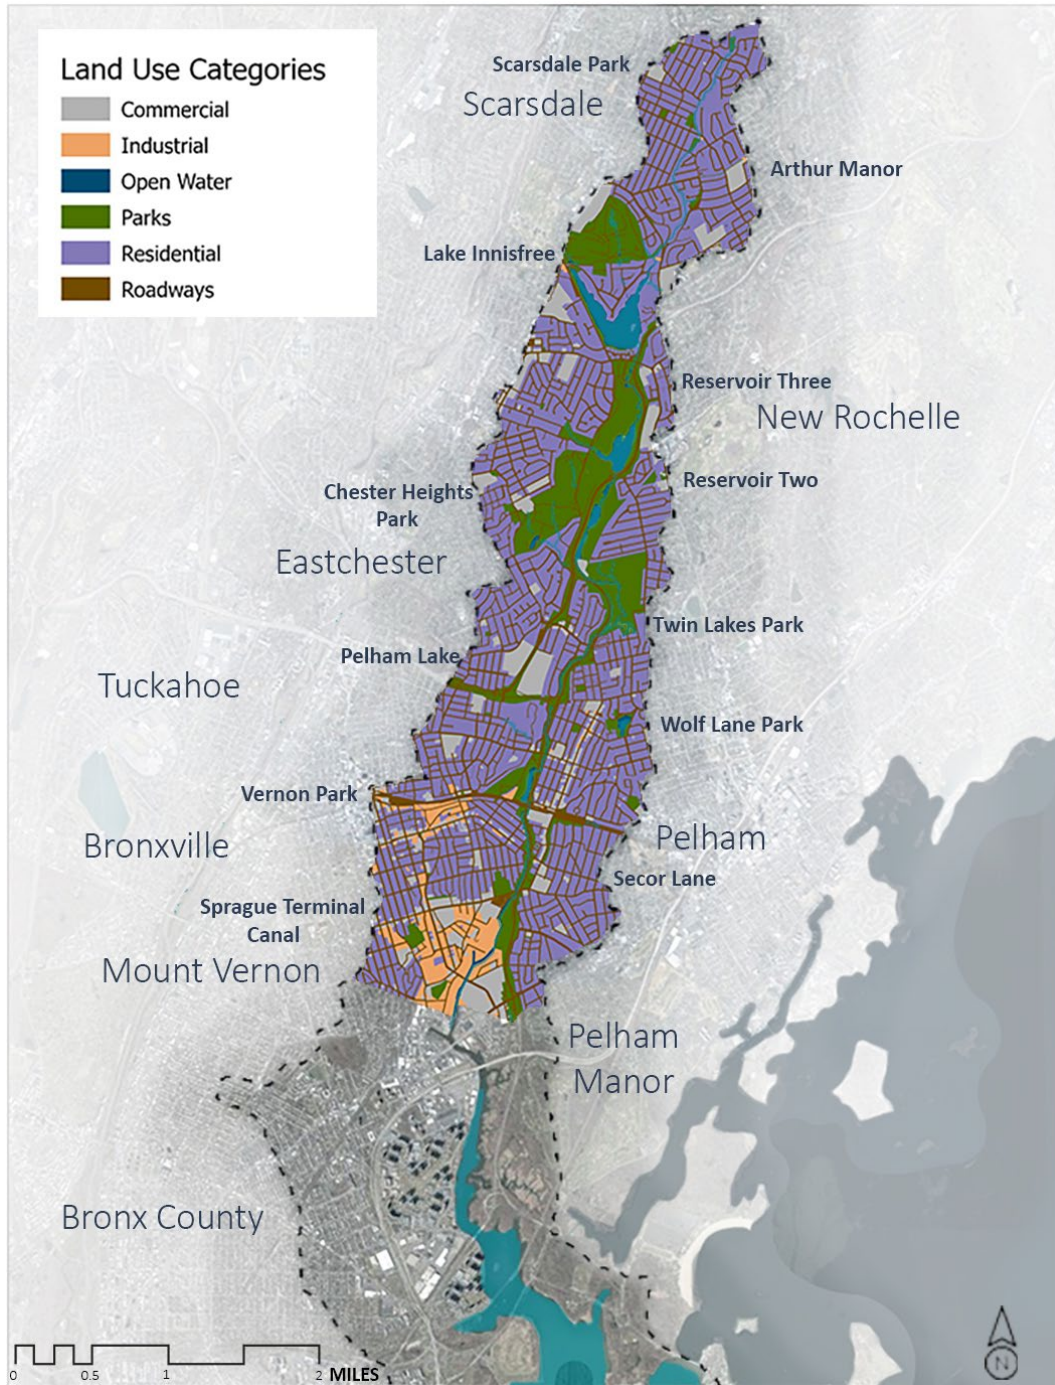 Land Use Categories
Commercial
Industrial
Open Water
Parks
Residential
Roadways
Scarsdale Park
Scarsdale
Arthur Manor
Lake Innisfree
Reservoir Three
New Rochelle
Reservoir Two
Chester Heights
Park
Eastchester
Twin Lakes Park
Pelham Lake
Tuckahoe
Wolf Lane Park
Vernon Park
Pelham
Bronxville
Secor Lane
Sprague Terminal
Canal
Mount Vernon
Pelham
Manor
Bronx County
N
0 0.5 1 2 MILES